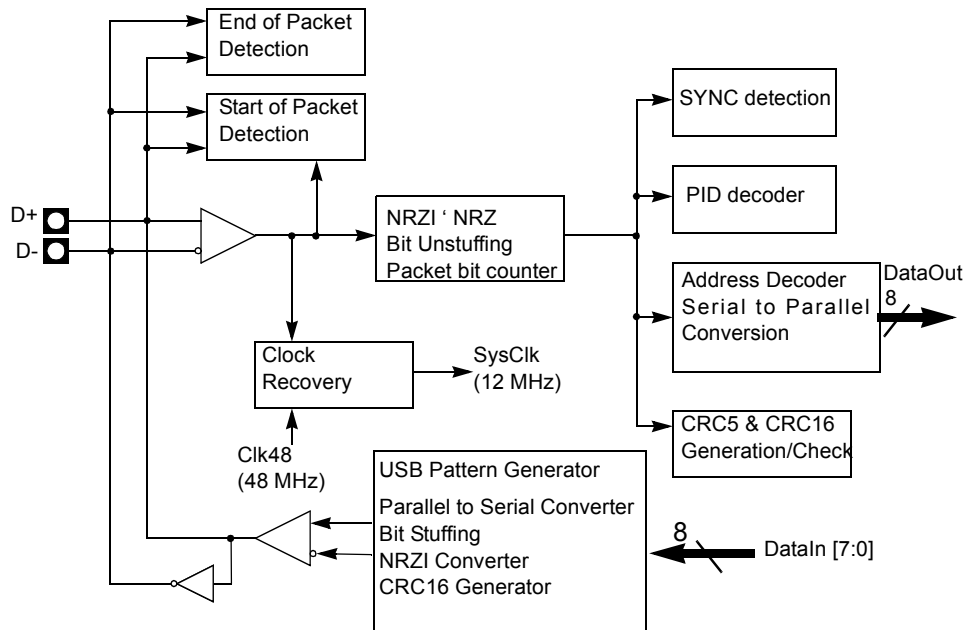 End of Packet
Detection
Start of Packet
Detection
SYNC detection
PID decoder
D+
D-
NRZI ‘ NRZ
Bit Unstuffing
Packet bit counter
Address Decoder
Serial to Parallel
Conversion
DataOut
8
Clock
Recovery
SysClk
(12 MHz)
Clk48
(48 MHz)
CRC5 & CRC16
Generation/Check
USB Pattern Generator
Parallel to Serial Converter
Bit Stuffing
NRZI Converter
CRC16 Generator
8
DataIn [7:0]